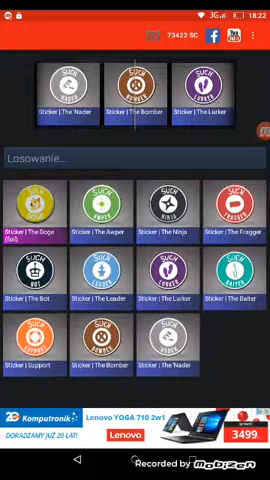 3G 18:22
73422 SC
You Tube
SUCH NADER
SUCH BOMBER
SUCH LURKER
Sticker | The 'Nader
Sticker | The Bomber
Sticker | The Lurker
Losowanie...
SUCH DOGE
SUCH AWPER
SUCH NINJA
SUCH FRAGGER
Sticker | The Doge (foil)
Sticker | The Awper
Sticker | The Ninja
Sticker | The Fragger
SUCH BOT
SUCH LEADER
SUCH LURKER
SUCH BAITER
Sticker | The Bot
Sticker | The Leader
Sticker | The Lurker
Sticker | The Baiter
SUCH SUPPORT
SUCH BOMBER
SUCH NADER
Sticker | Support
Sticker | The Bomber
Sticker | The 'Nader
Komputronik
DORADZAMY JUŻ 20 LAT!
Lenovo YOGA 710 2w1
Lenovo
3499
Recorded by mobizen